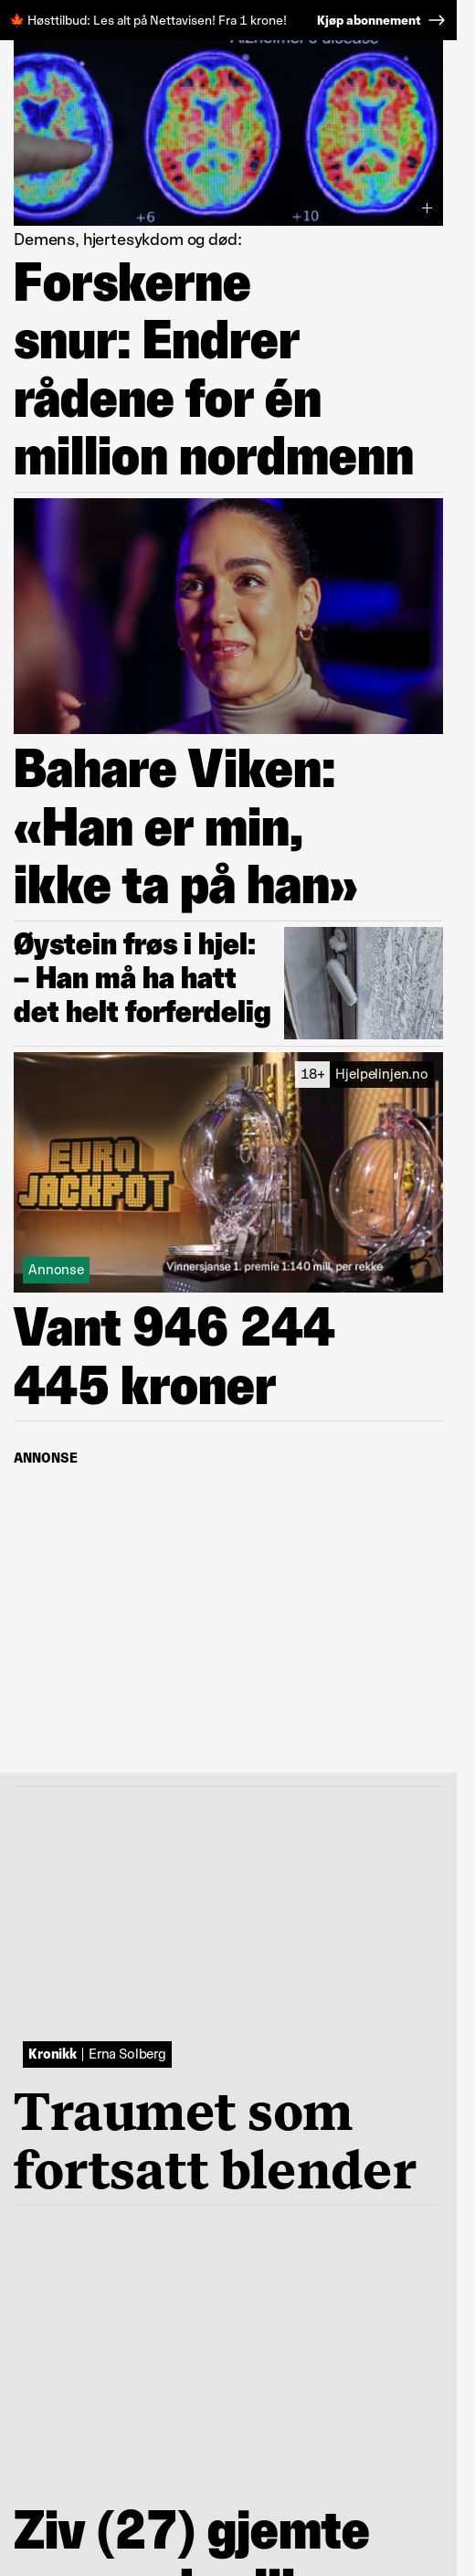 🍁 Høsttilbud: Les alt på Nettavisen! Fra 1 krone! Kjøp abonnement →
+6
+10
+
Demens, hjertesykdom og død:
Forskerne
snur: Endrer
rådene for én
million nordmenn
Bahare Viken:
«Han er min,
ikke ta på han»
Øystein frøs i hjel:
– Han må ha hatt
det helt forferdelig
18+ Hjelpelinjen.no
EURO
JACKPOT
Annonse
Vinnersjanse 1. premie 1:140 mill. per rekke
Vant 946 244
445 kroner
ANNONSE
Kronikk | Erna Solberg
Traumet som
fortsatt blender
Ziv (27) gjemte